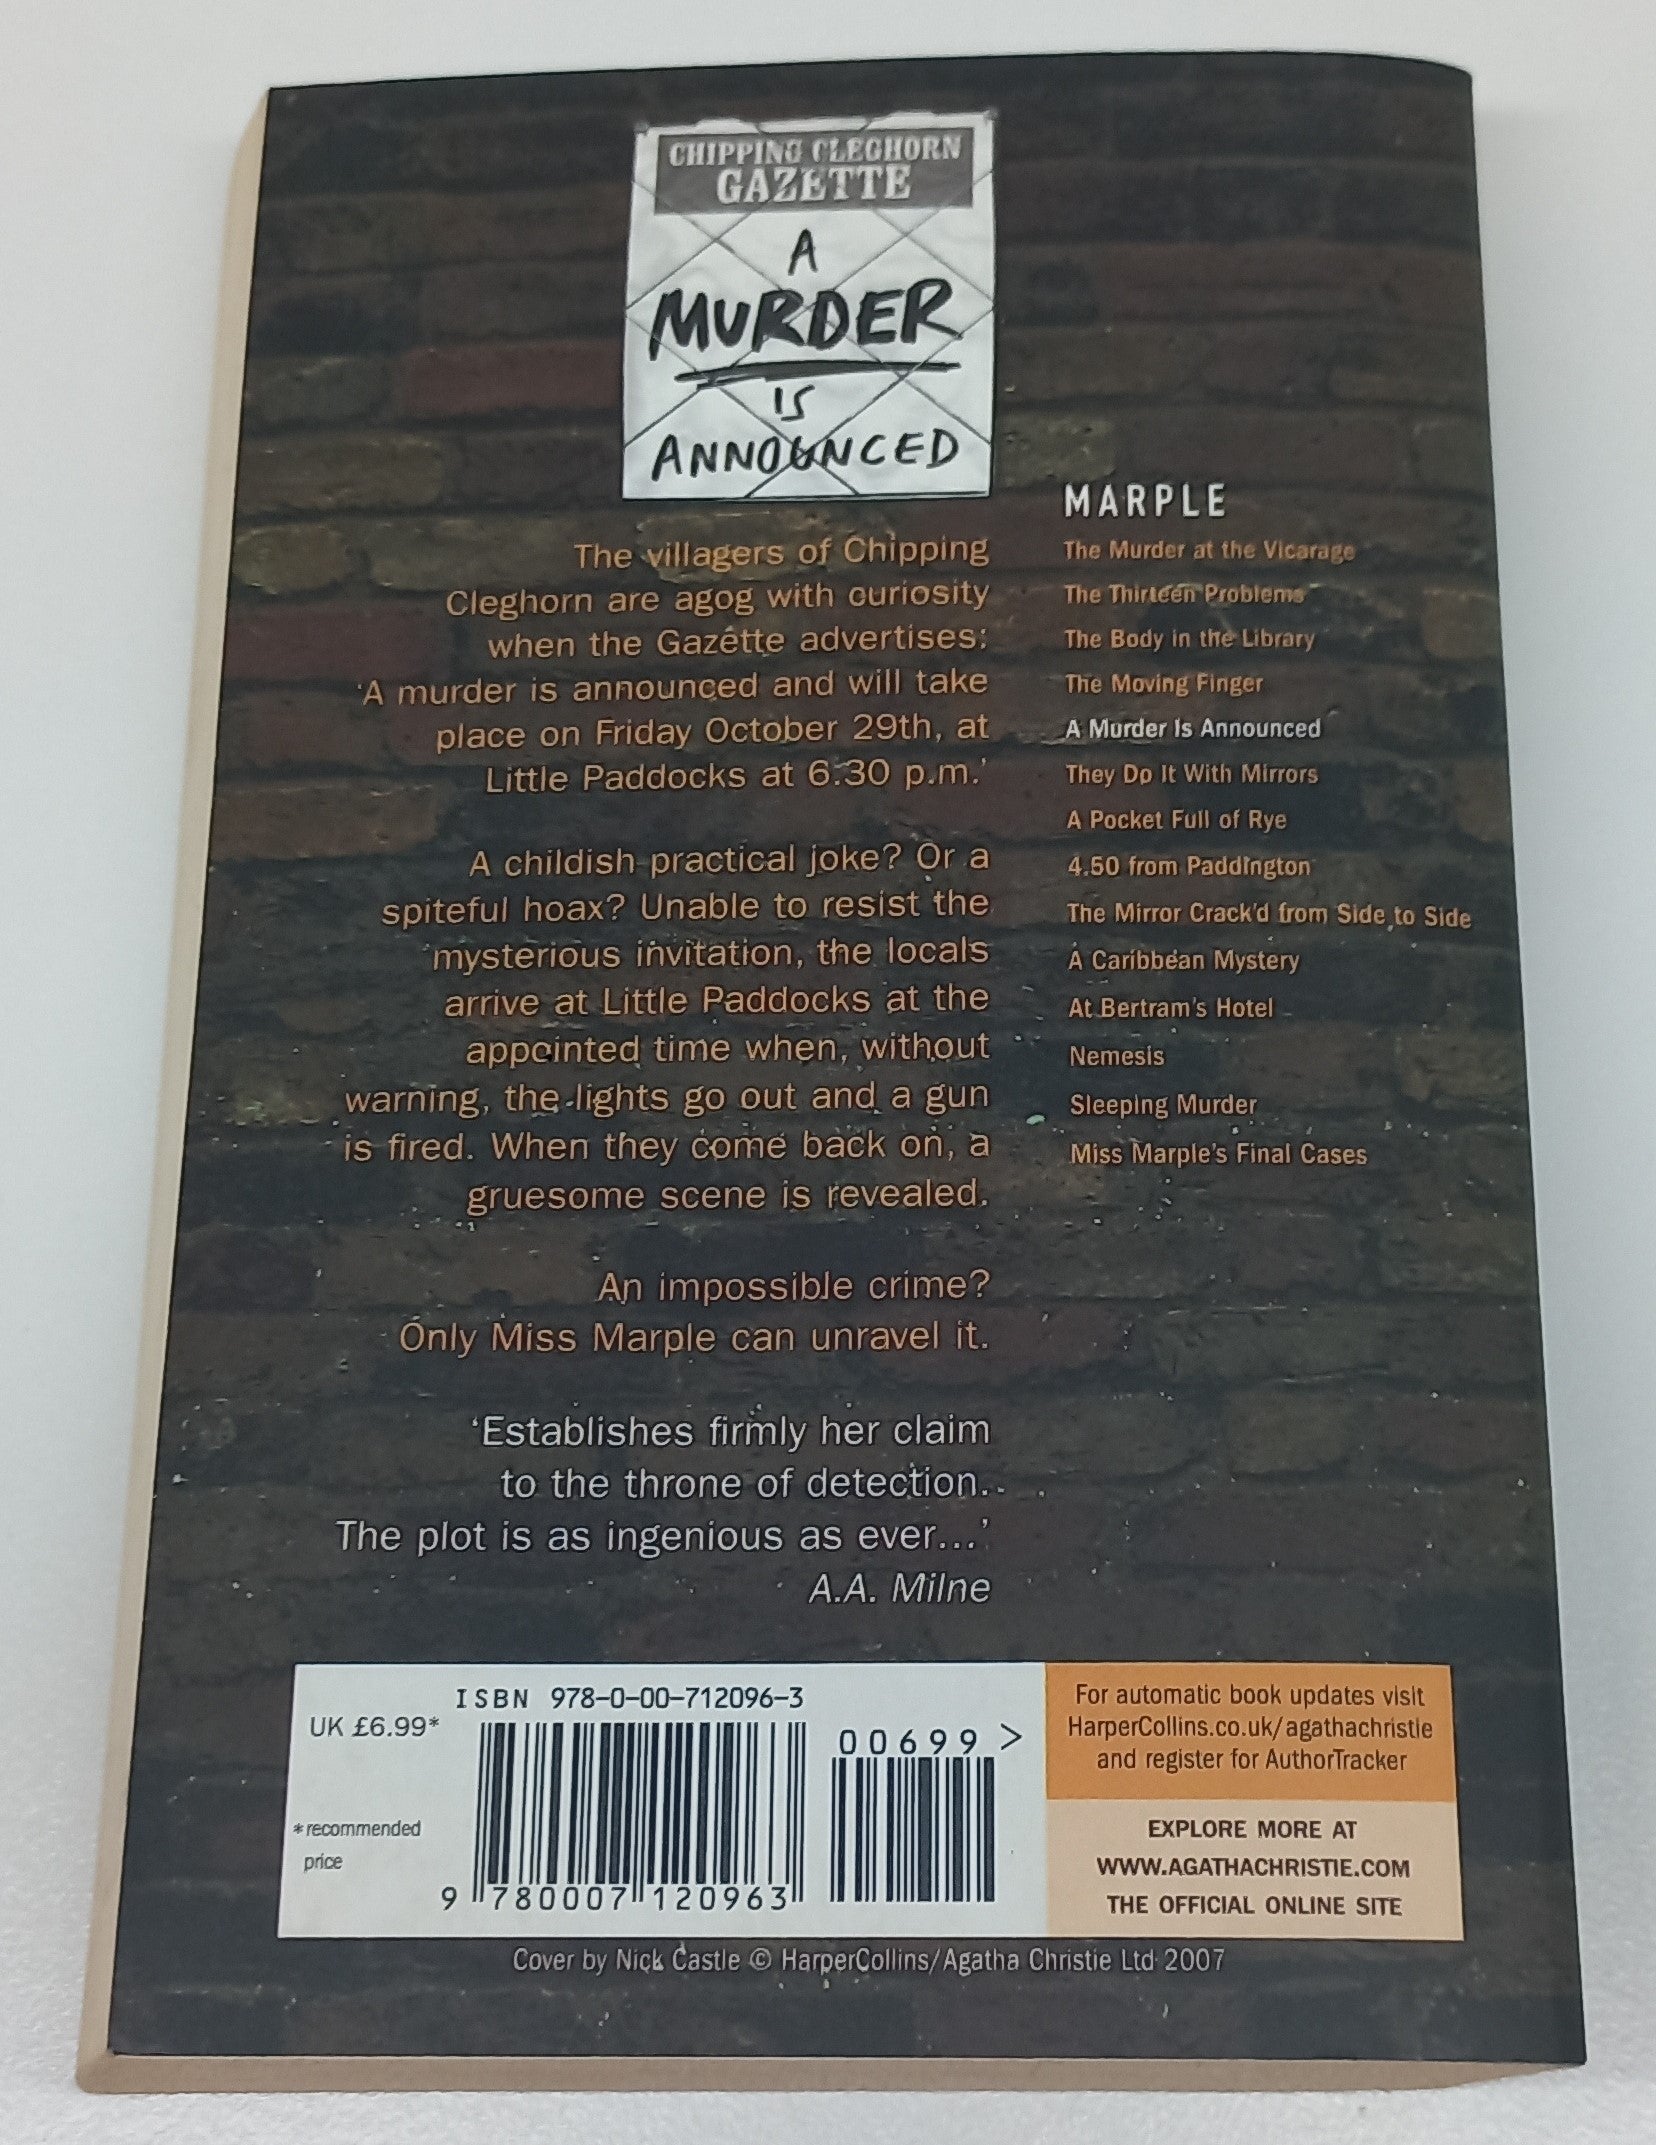 CHIPPING CLEGHORN
GAZETTE
A
MURDER
IS
ANNOUNCED
The villagers of Chipping
Cleghorn are agog with curiosity
when the Gazette advertises:
‘A murder is announced and will take
place on Friday October 29th, at
Little Paddocks at 6:30 p.m.’
A childish practical joke? Or a
spiteful hoax? Unable to resist the
mysterious invitation, the locals
arrive at Little Paddocks at the
appointed time when, without
warning, the lights go out and a gun
is fired. When they come back on, a
gruesome scene is revealed.
An impossible crime?
Only Miss Marple can unravel it.
‘Establishes firmly her claim
to the throne of detection..
The plot is as ingenious as ever...’
A.A. Milne
MARPLE
The Murder at the Vicarage
The Thirteen Problems
The Body in the Library
The Moving Finger
A Murder Is Announced
They Do It With Mirrors
A Pocket Full of Rye
4.50 from Paddington
The Mirror Crack’d from Side to Side
A Caribbean Mystery
At Bertram’s Hotel
Nemesis
Sleeping Murder
Miss Marple’s Final Cases
ISBN 978-0-00-712096-3
UK £6.99*
00699 >
*recommended
price
9 780007 120963
For automatic book updates visit
HarperCollins.co.uk/agathachristie
and register for AuthorTracker
EXPLORE MORE AT
WWW.AGATHACHRISTIE.COM
THE OFFICIAL ONLINE SITE
Cover by Nick Castle © HarperCollins/Agatha Christie Ltd 2007